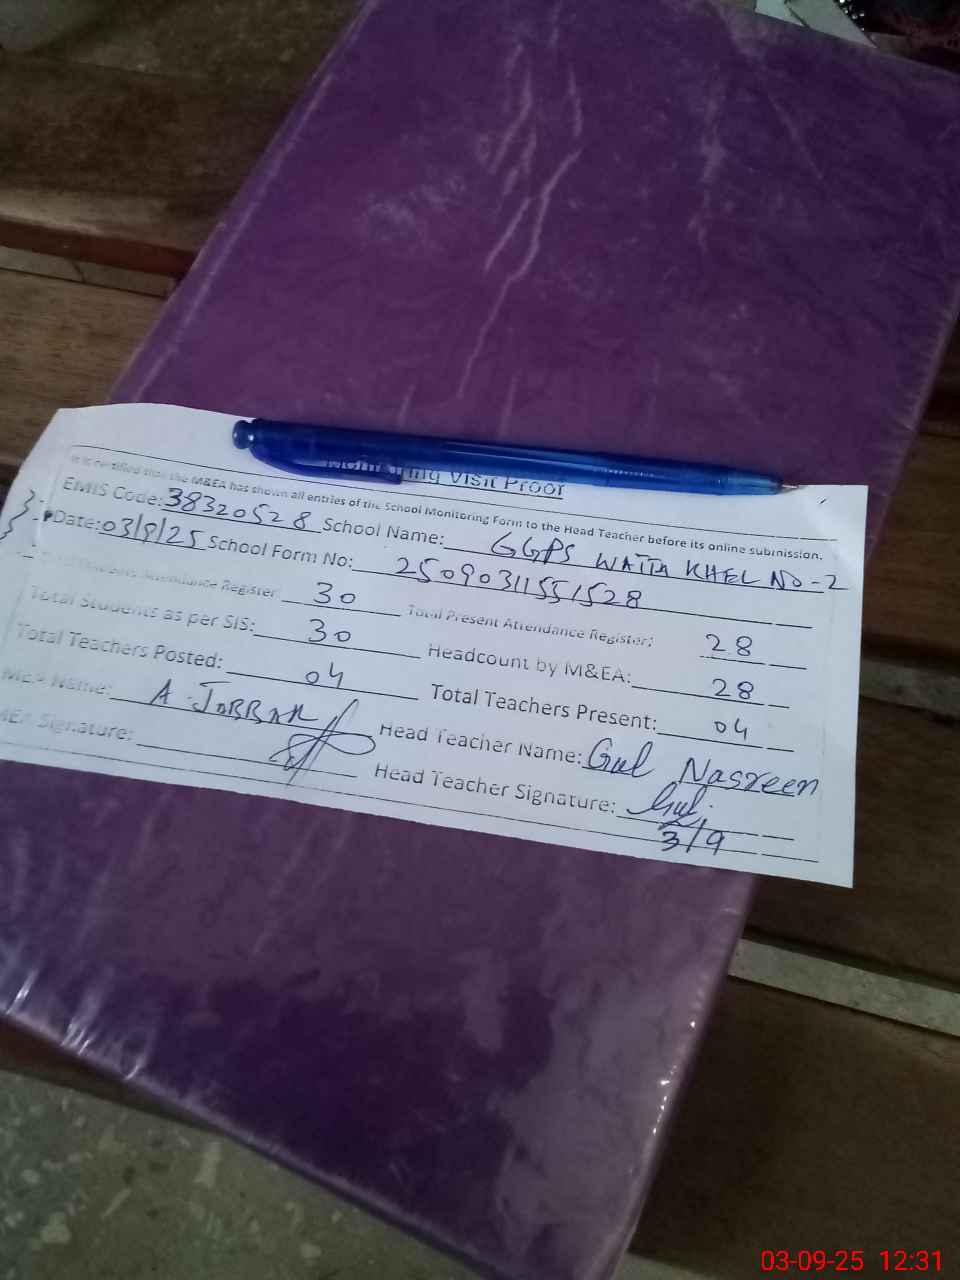 Monitoring Visit Proof
It is certified that the M&EA has shown all entries of the School Monitoring Form to the Head Teacher before its online submission.
EMIS Code: 38320528 School Name: GGPS WATTA KHEL NO-2
Date: 03/9/25 School Form No: 25090311551528
Students Attendance Register: 30 Total Present Attendance Register: 28
Total Students as per SIS: 30 Headcount by M&EA: 28
Total Teachers Posted: 04 Total Teachers Present: 04
Name: A. JABBAR Head Teacher Name: Gul Nasreen
Signature: Head Teacher Signature: Gul
3/9
03-09-25 12:31